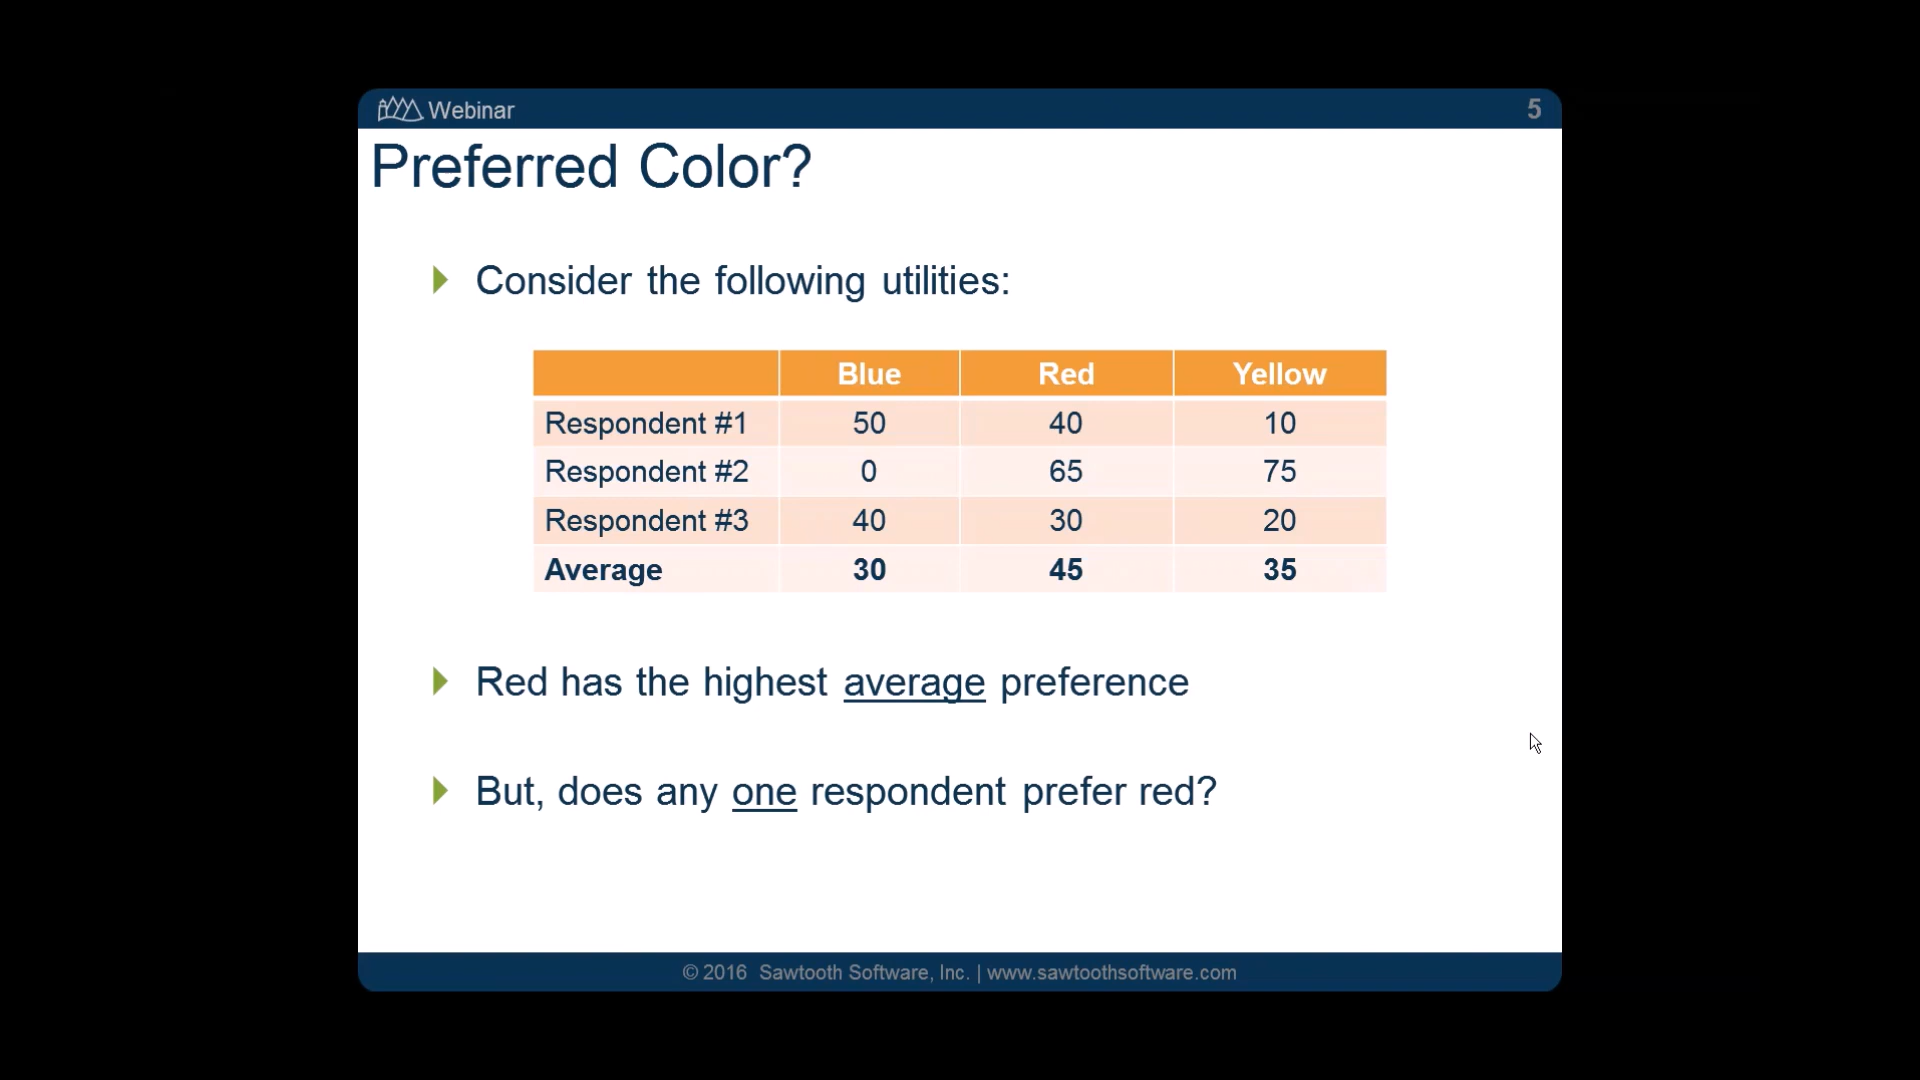 Webinar 5
Preferred Color?
Consider the following utilities:
Blue Red Yellow
Respondent #1 50 40 10
Respondent #2 0 65 75
Respondent #3 40 30 20
Average 30 45 35
Red has the highest average preference
But, does any one respondent prefer red?
© 2016 Sawtooth Software, Inc. | www.sawtoothsoftware.com